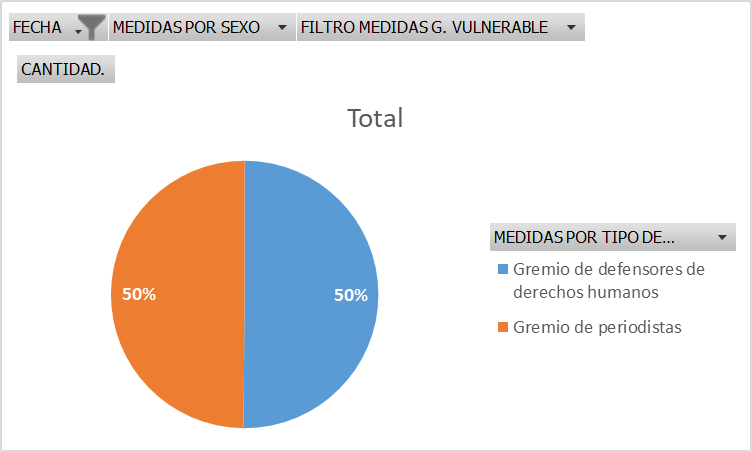 FECHA
MEDIDAS POR SEXO
FILTRO MEDIDAS G. VULNERABLE
CANTIDAD.
Total
50%
50%
MEDIDAS POR TIPO DE...
Gremio de defensores de
derechos humanos
Gremio de periodistas